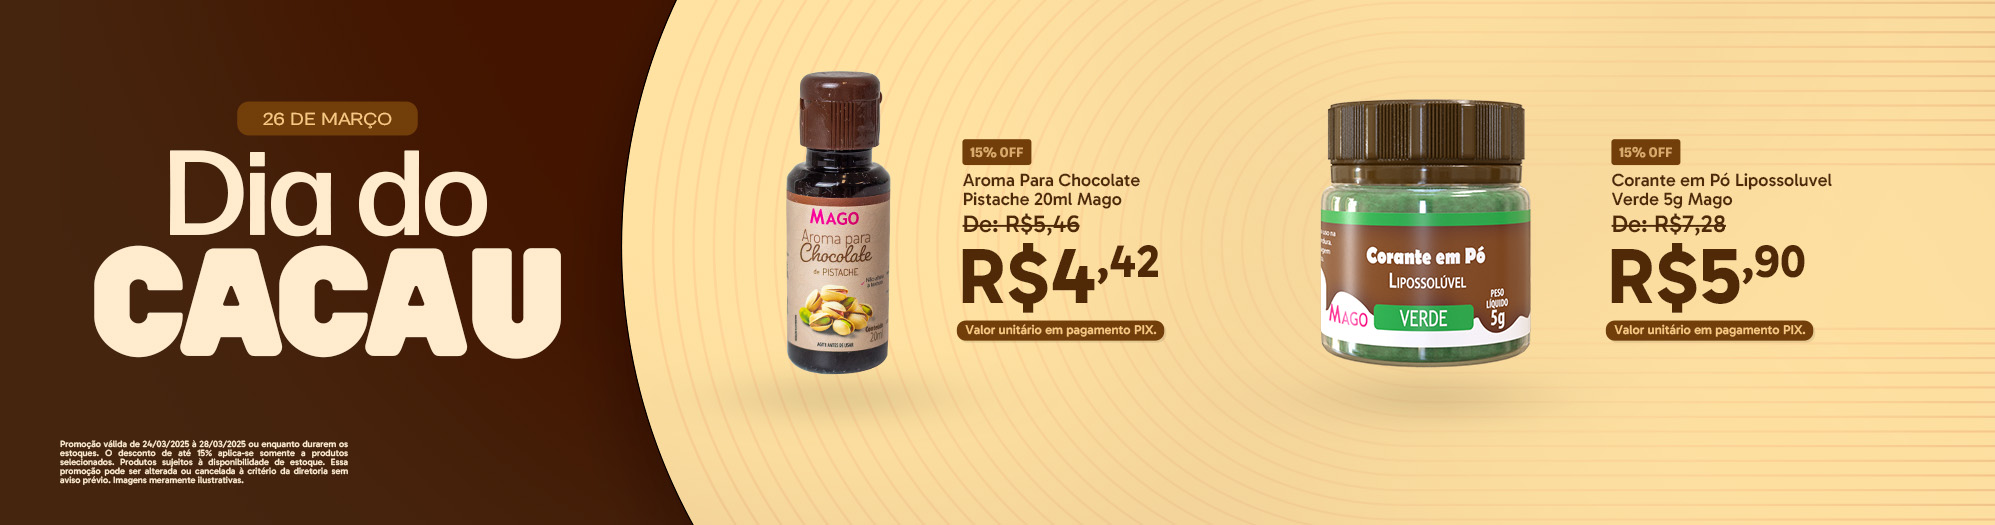 26 DE MARÇO
Dia do
CACAU
Promoção válida de 24/03/2025 à 28/03/2025 ou enquanto durarem os
estoques. O desconto de até 15% aplica-se somente a produtos
selecionados. Produtos sujeitos à disponibilidade de estoque. Essa
promoção pode ser alterada ou cancelada à critério da diretoria sem
aviso prévio. Imagens meramente ilustrativas.
MAGO
Aroma para
Chocolate
de PISTACHE
20ml
AGITE ANTES DE USAR
15% OFF
Aroma Para Chocolate
Pistache 20ml Mago
De: R$5,46
R$4,42
Valor unitário em pagamento PIX.
Corante em Pó
LIPOSSOLÚVEL
MAGO
VERDE
PESO
LÍQUIDO
5g
15% OFF
Corante em Pó Lipossoluvel
Verde 5g Mago
De: R$7,28
R$5,90
Valor unitário em pagamento PIX.